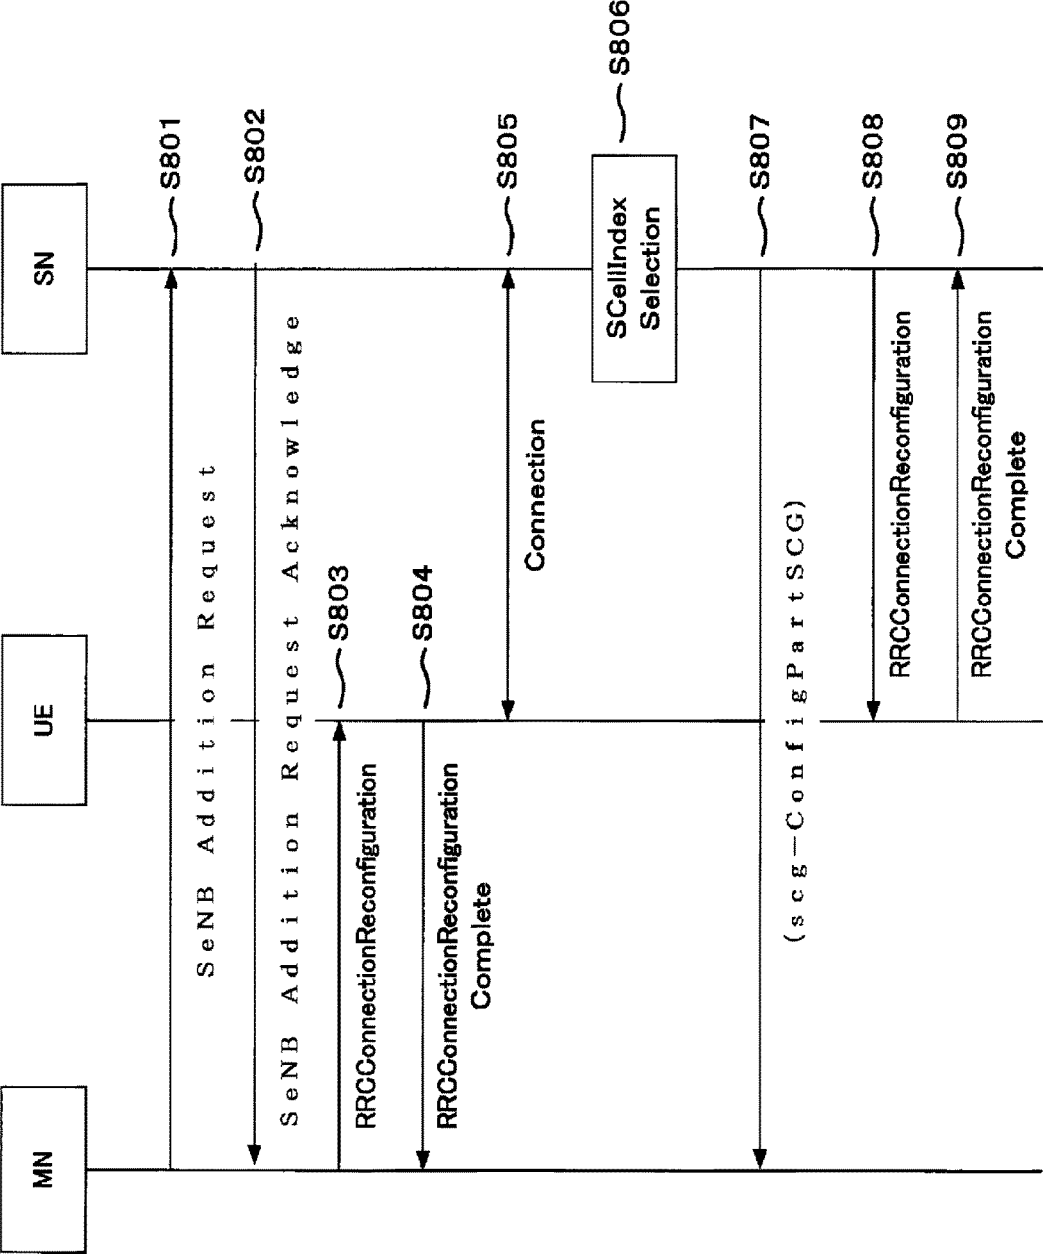 MN
UE
SN
S801
SeNB Addition Request
S802
SeNB Addition Request Acknowledge
S803
RRCConnectionReconfiguration
S804
RRCConnectionReconfiguration
Complete
S805
Connection
S806
SCellIndex
Selection
S807
(scg-ConfigPartSCG)
S808
RRCConnectionReconfiguration
S809
RRCConnectionReconfiguration
Complete